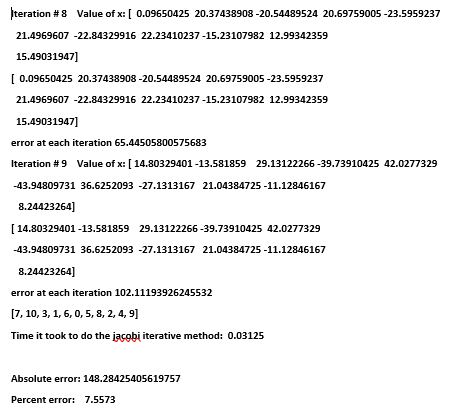 Iteration # 8 Value of x: [ 0.09650425 20.37438908 -20.54489524 20.69759005 -23.5959237
21.4969607 -22.84329916 22.23410237 -15.23107982 12.99342359
15.49031947]
[ 0.09650425 20.37438908 -20.54489524 20.69759005 -23.5959237
21.4969607 -22.84329916 22.23410237 -15.23107982 12.99342359
15.49031947]
error at each iteration 65.44505800575683
Iteration # 9 Value of x: [ 14.80329401 -13.581859 29.13122266 -39.73910425 42.0277329
-43.94809731 36.6252093 -27.1313167 21.04384725 -11.12846167
8.24423264]
[ 14.80329401 -13.581859 29.13122266 -39.73910425 42.0277329
-43.94809731 36.6252093 -27.1313167 21.04384725 -11.12846167
8.24423264]
error at each iteration 102.11193926245532
[7, 10, 3, 1, 6, 0, 5, 8, 2, 4, 9]
Time it took to do the jacobi iterative method: 0.03125
Absolute error: 148.28425405619757
Percent error: 7.5573